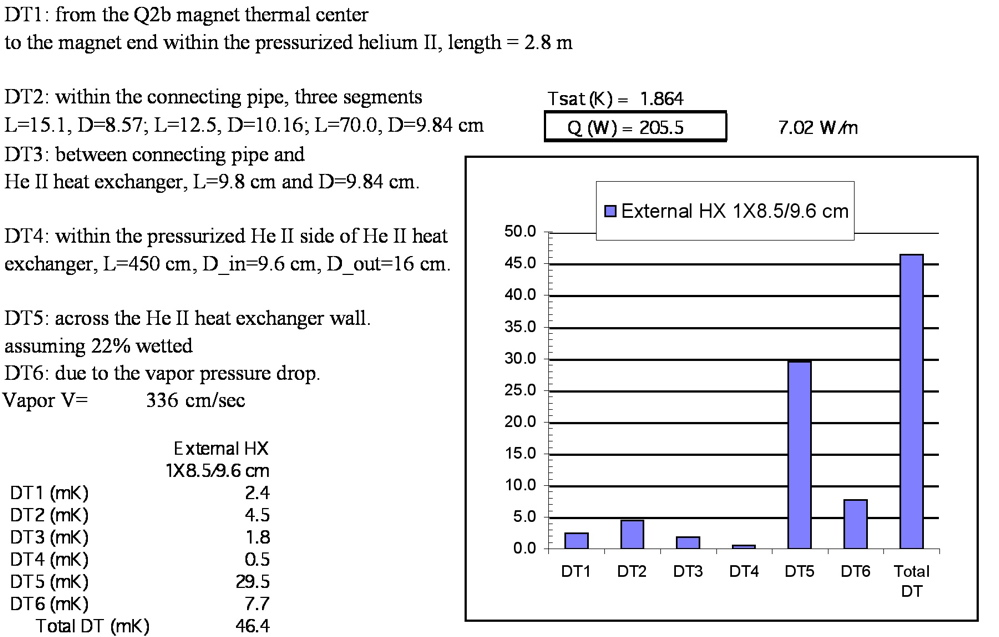 DT1: from the Q2b magnet thermal center
to the magnet end within the pressurized helium II, length = 2.8 m
DT2: within the connecting pipe, three segments
L=15.1, D=8.57; L=12.5, D=10.16; L=70.0, D=9.84 cm
DT3: between connecting pipe and
He II heat exchanger, L=9.8 cm and D=9.84 cm.
DT4: within the pressurized He II side of He II heat
exchanger, L=450 cm, D_in=9.6 cm, D_out=16 cm.
DT5: across the He II heat exchanger wall.
assuming 22% wetted
DT6: due to the vapor pressure drop.
Vapor V= 336 cm/sec
External HX
1X8.5/9.6 cm
DT1 (mK) 2.4
DT2 (mK) 4.5
DT3 (mK) 1.8
DT4 (mK) 0.5
DT5 (mK) 29.5
DT6 (mK) 7.7
Total DT (mK) 46.4
Tsat (K) = 1.864
Q (W) = 205.5 7.02 W/m
External HX 1X8.5/9.6 cm
50.0
45.0
40.0
35.0
30.0
25.0
20.0
15.0
10.0
5.0
0.0
DT1 DT2 DT3 DT4 DT5 DT6 Total
DT